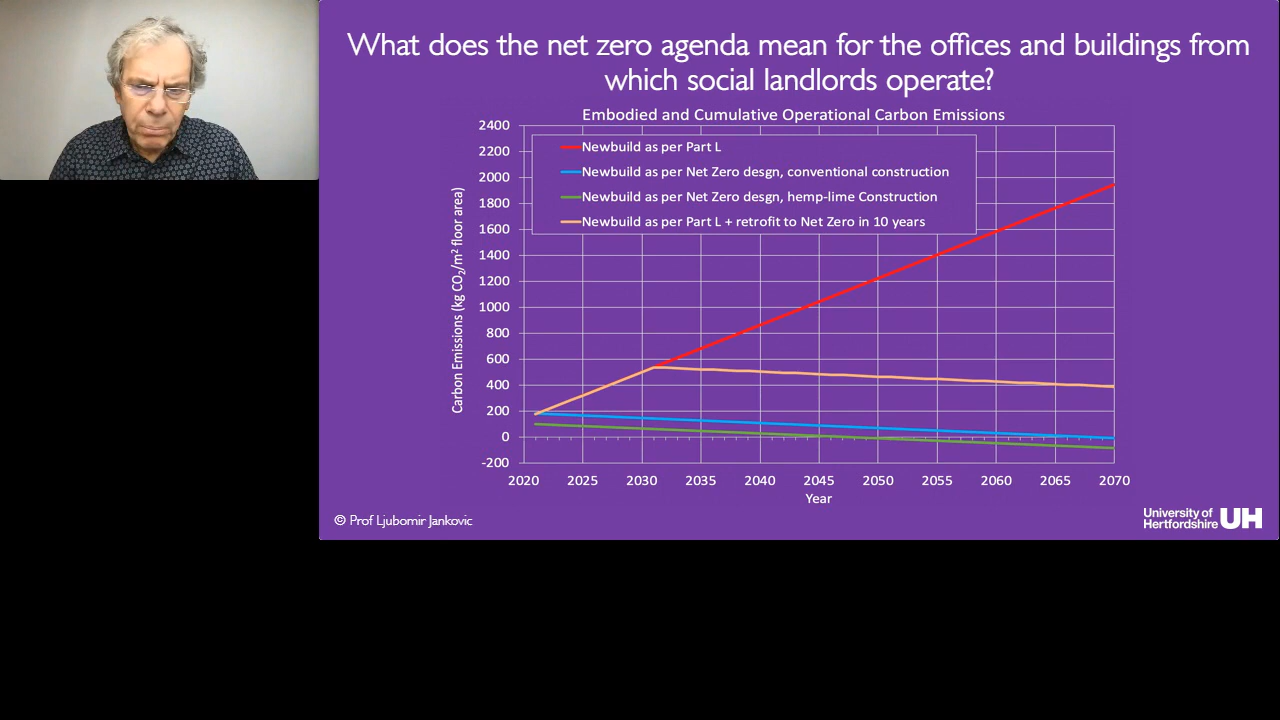 What does the net zero agenda mean for the offices and buildings from
which social landlords operate?
Embodied and Cumulative Operational Carbon Emissions
2400
2200
2000
1800
1600
1400
1200
1000
800
600
400
200
0
-200
Carbon Emissions (kg CO₂/m² floor area)
Newbuild as per Part L
Newbuild as per Net Zero desgn, conventional construction
Newbuild as per Net Zero desgn, hemp-lime Construction
Newbuild as per Part L + retrofit to Net Zero in 10 years
2020 2025 2030 2035 2040 2045 2050 2055 2060 2065 2070
Year
© Prof Ljubomir Jankovic
University of
Hertfordshire UH